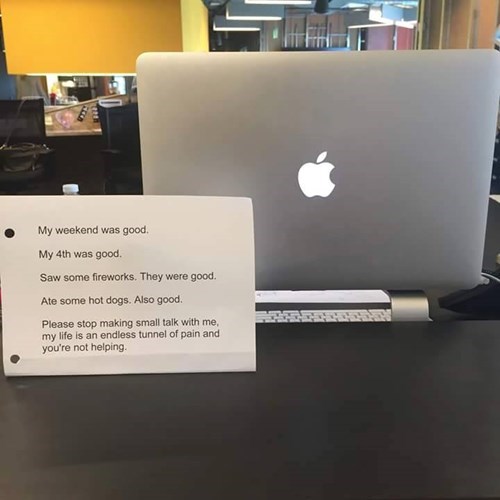 My weekend was good.
My 4th was good.
Saw some fireworks. They were good.
Ate some hot dogs. Also good.
Please stop making small talk with me,
my life is an endless tunnel of pain and
you're not helping.